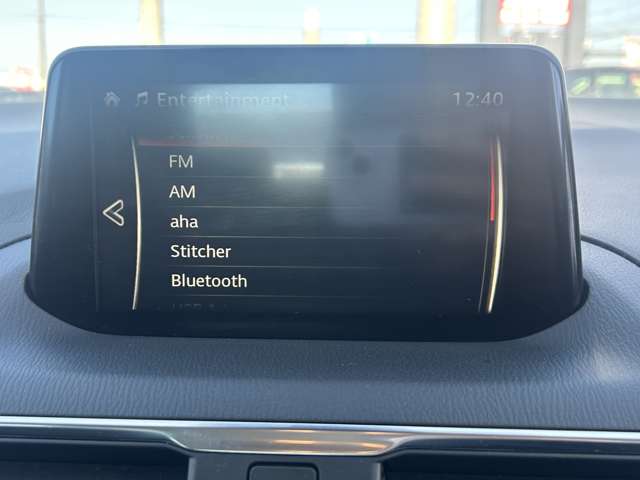 Entertainment
12:40
FM
AM
aha
Stitcher
Bluetooth